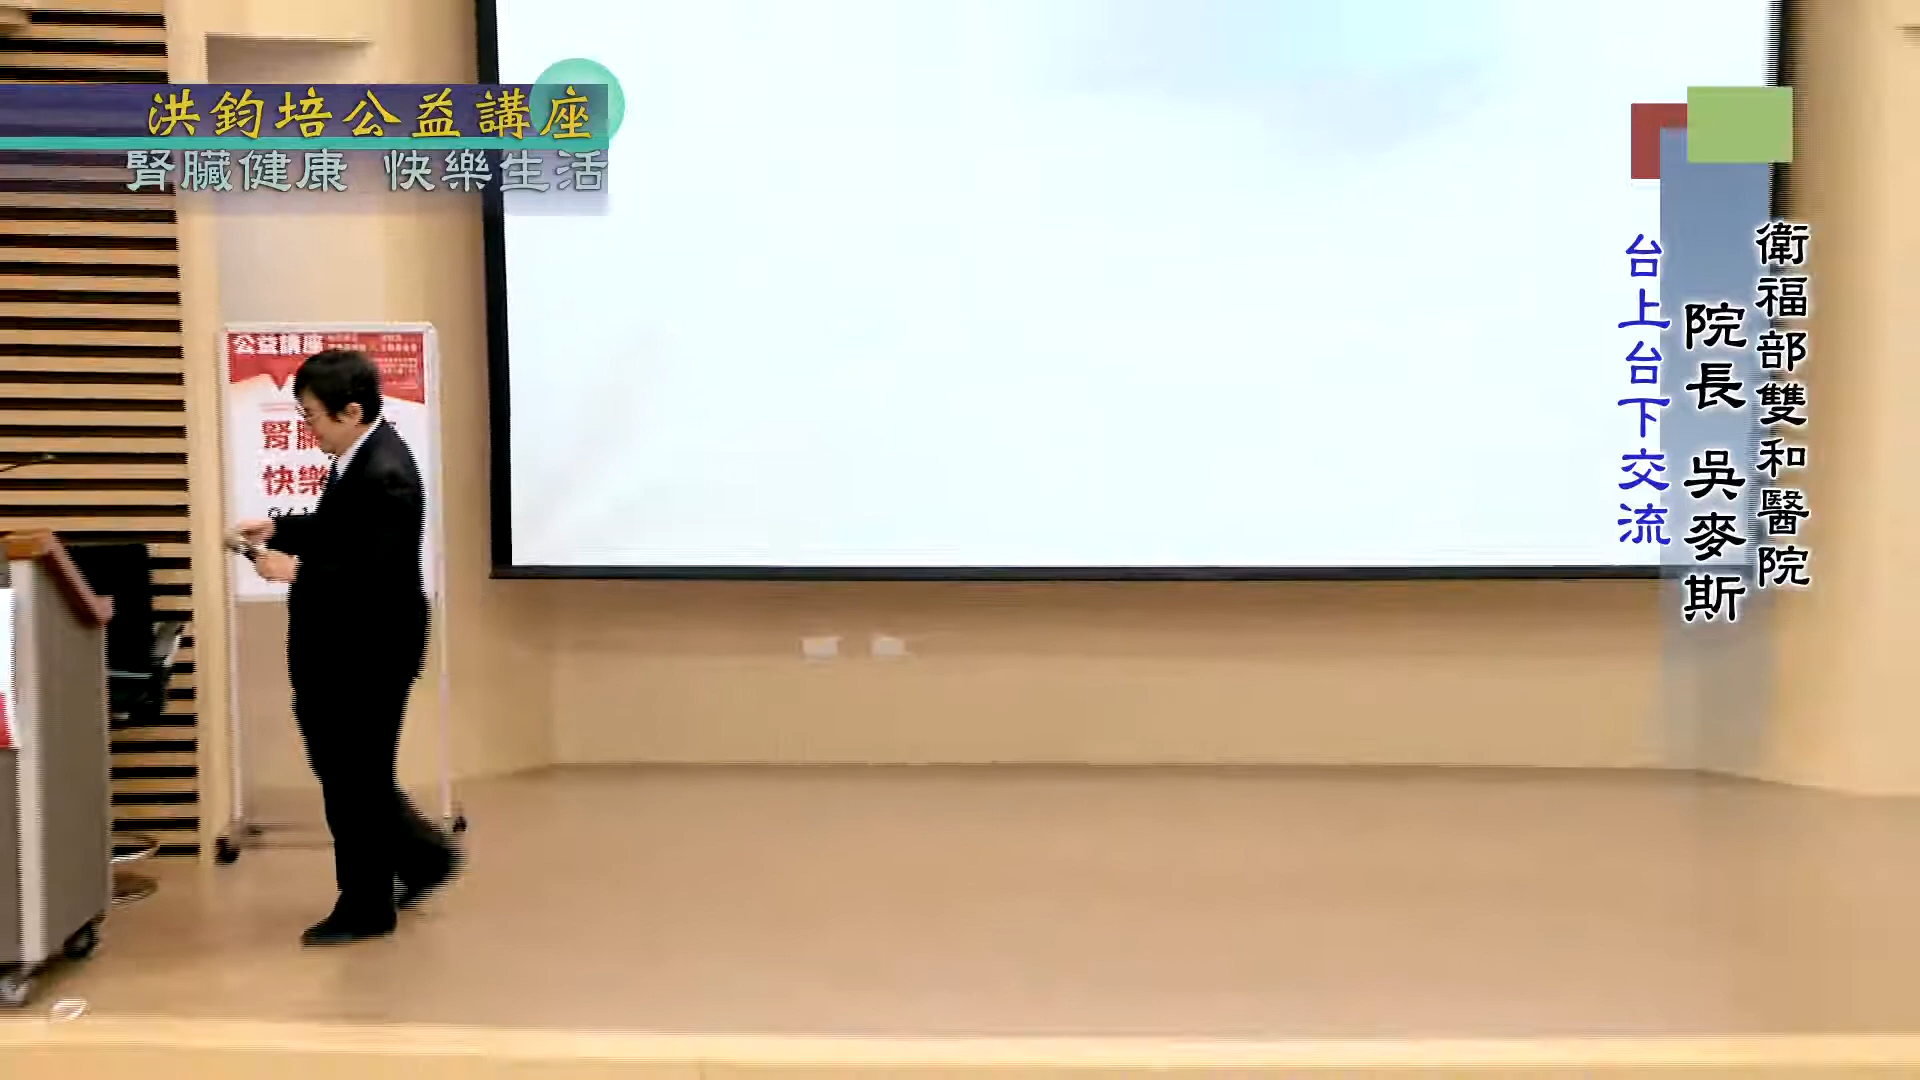 洪鈞培公益講座
腎臟健康 快樂生活
衛福部雙和醫院
院長 吳麥斯
台上台下交流
公益講座
腎臟
快樂